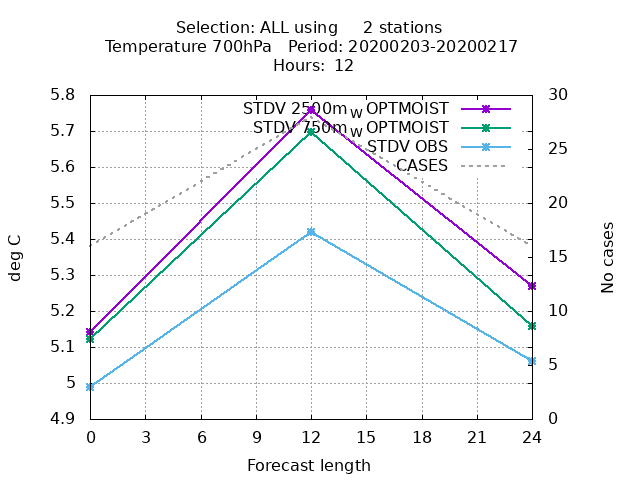 Selection: ALL using     2 stations
Temperature 700hPa   Period: 20200203-20200217
Hours: 12
5.8
5.7
5.6
5.5
5.4
5.3
5.2
5.1
5
4.9
deg C
STDV 2500m_W OPTMOIST
STDV 750m_W OPTMOIST
STDV OBS
CASES
30
25
20
15
10
5
0
No cases
0 3 6 9 12 15 18 21 24
Forecast length